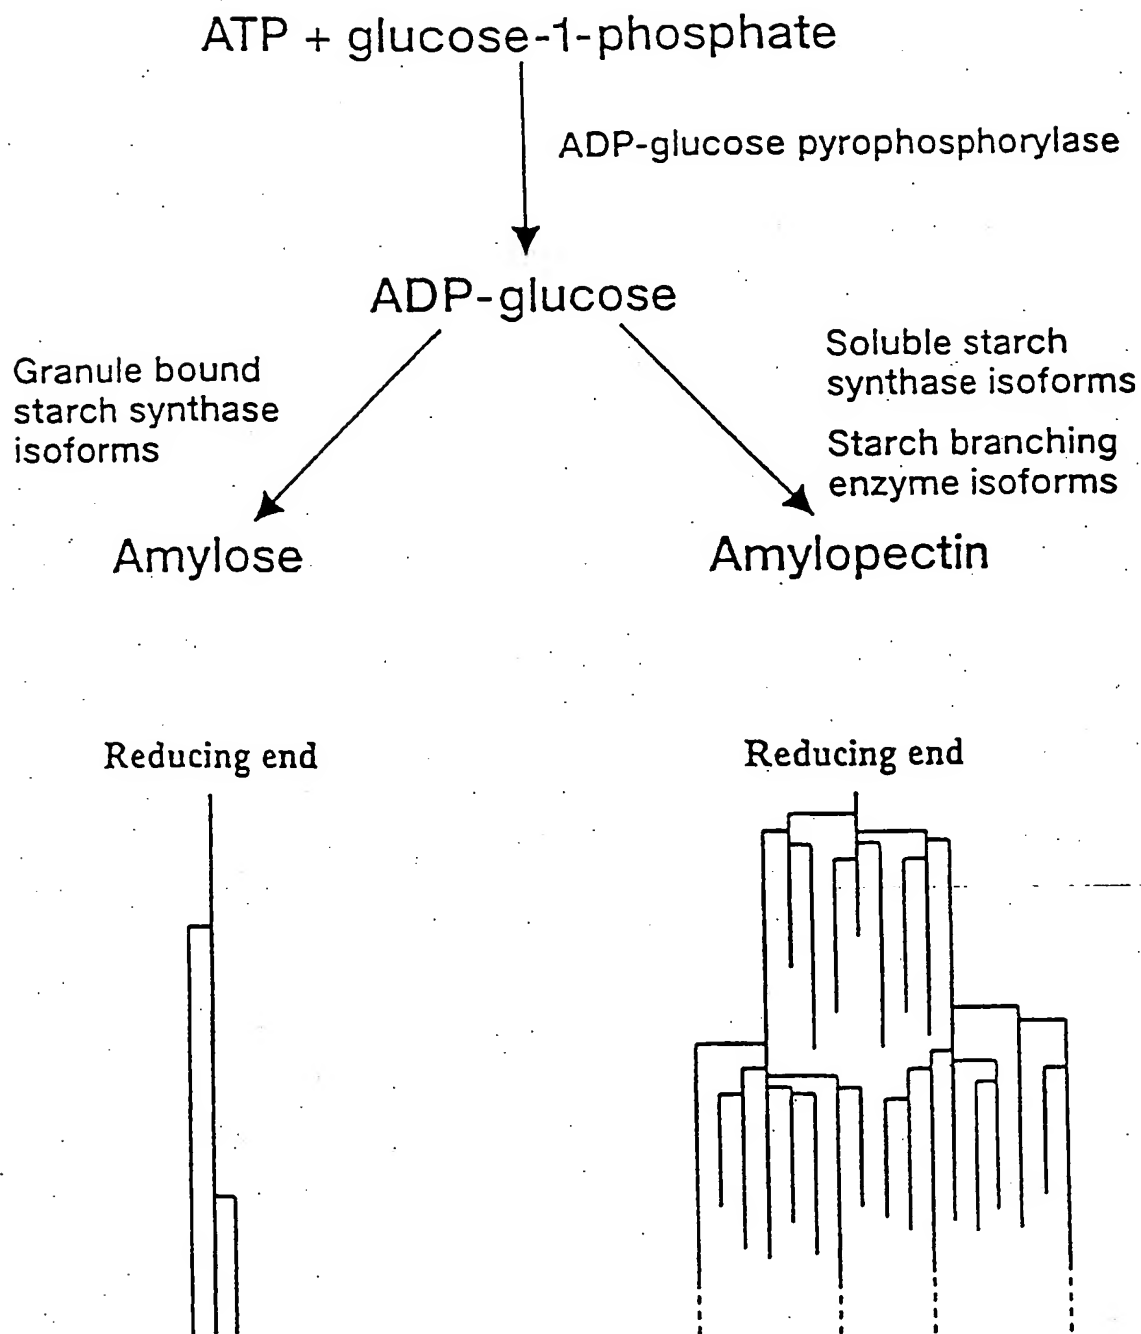 ATP + glucose-1-phosphate
ADP-glucose pyrophosphorylase
ADP-glucose
Granule bound
starch synthase
isoforms
Soluble starch
synthase isoforms
Starch branching
enzyme isoforms
Amylose
Amylopectin
Reducing end
Reducing end